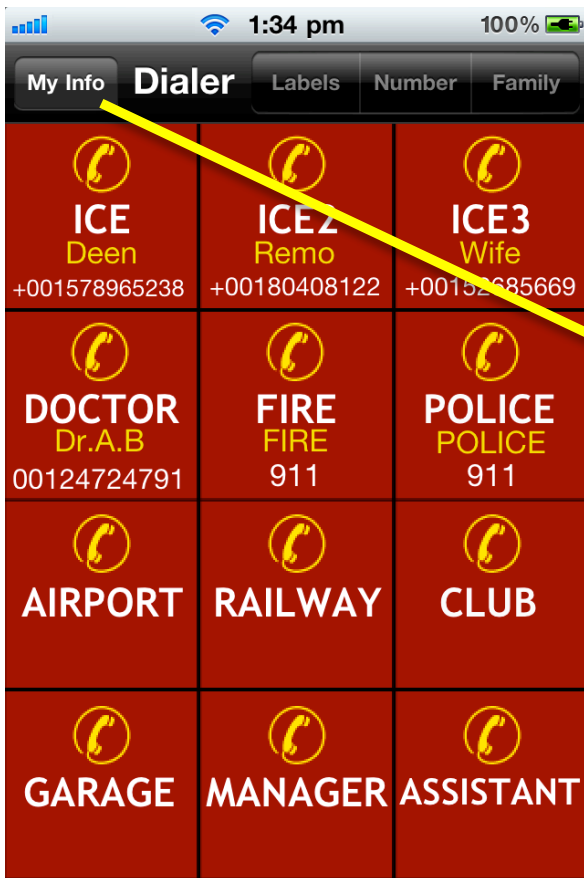 1:34 pm 100%
My Info Dialer Labels Number Family
ICE ICE2 ICE3
Deen Remo Wife
+001578965238 +00180408122 +00152685669
DOCTOR FIRE POLICE
Dr.A.B FIRE POLICE
00124724791 911 911
AIRPORT RAILWAY CLUB
GARAGE MANAGER ASSISTANT